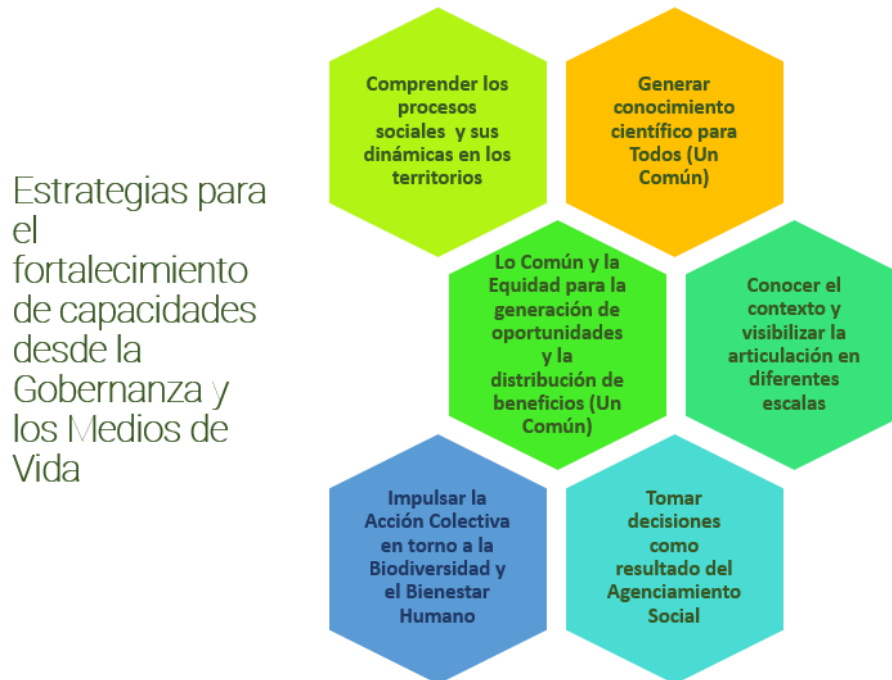 Estrategias para
el
fortalecimiento
de capacidades
desde la
Gobernanza y
los Medios de
Vida
Comprender los
procesos
sociales y sus
dinámicas en los
territorios
Generar
conocimiento
científico para
Todos (Un
Común)
Lo Común y la
Equidad para la
generación de
oportunidades
y la
distribución de
beneficios (Un
Común)
Conocer el
contexto y
visibilizar la
articulación en
diferentes
escalas
Impulsar la
Acción Colectiva
en torno a la
Biodiversidad y
el Bienestar
Humano
Tomar
decisiones
como
resultado del
Agenciamiento
Social